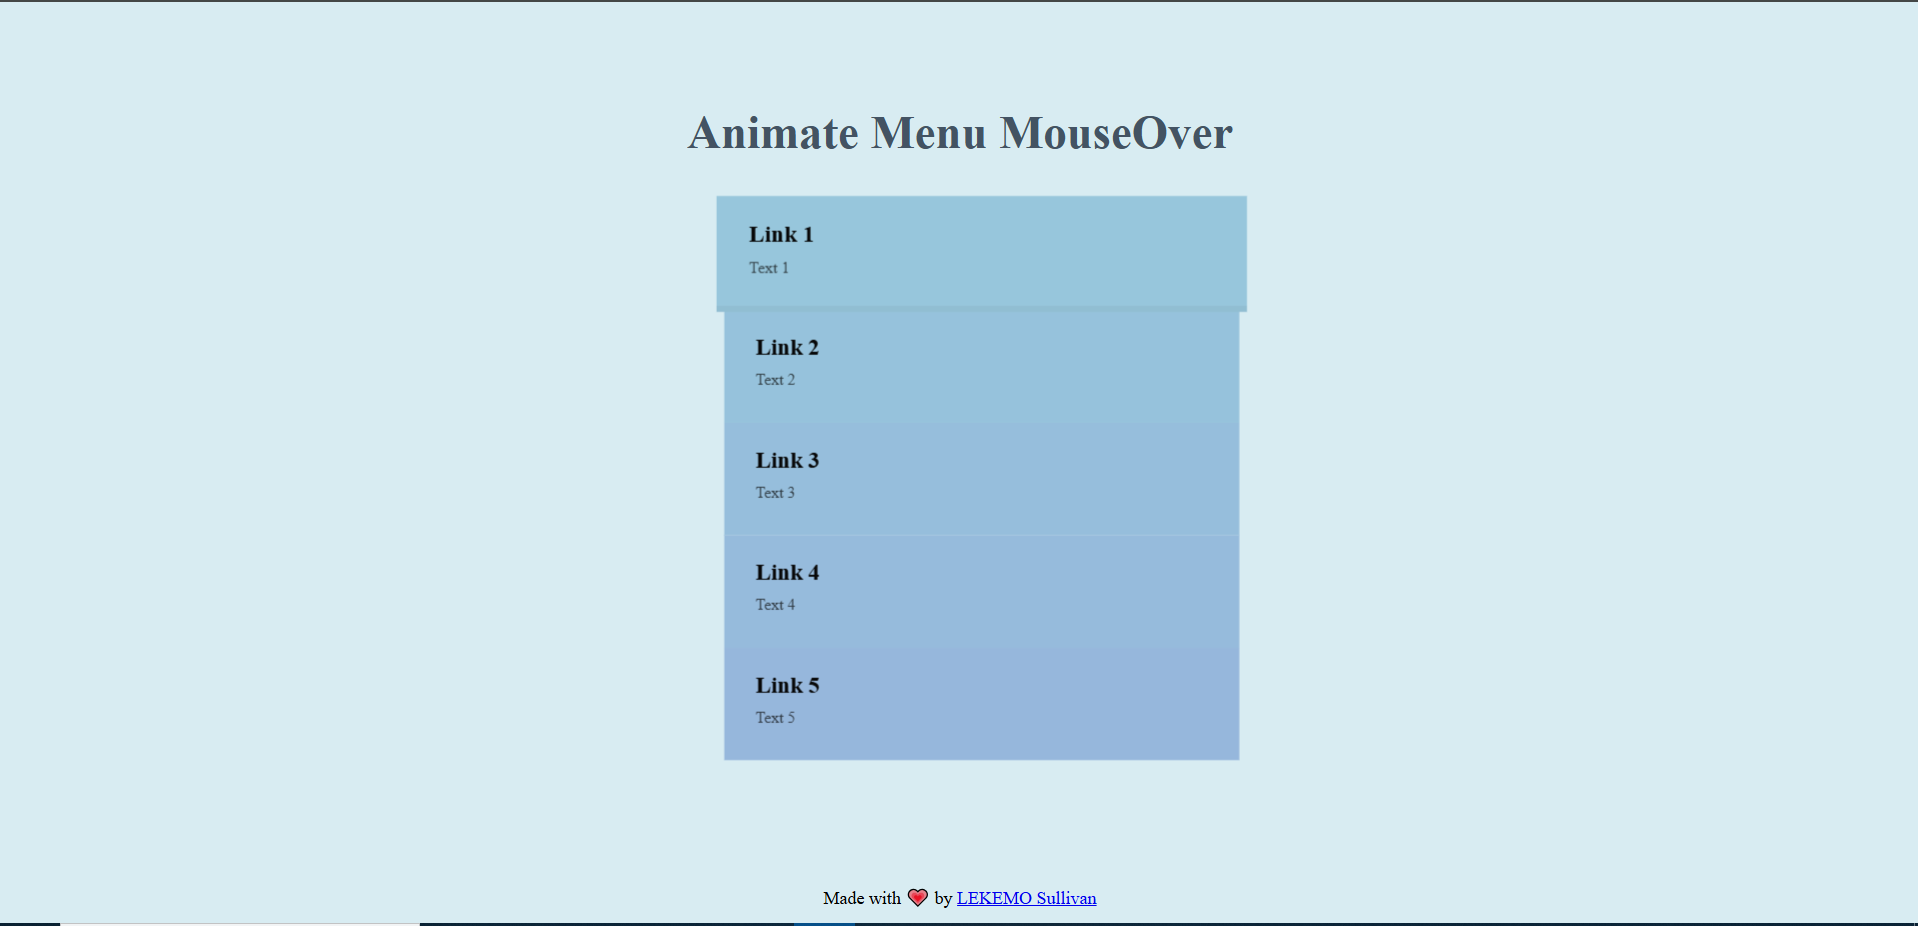 Animate Menu MouseOver
Link 1
Text 1
Link 2
Text 2
Link 3
Text 3
Link 4
Text 4
Link 5
Text 5
Made with ❤️ by LEKEMO Sullivan